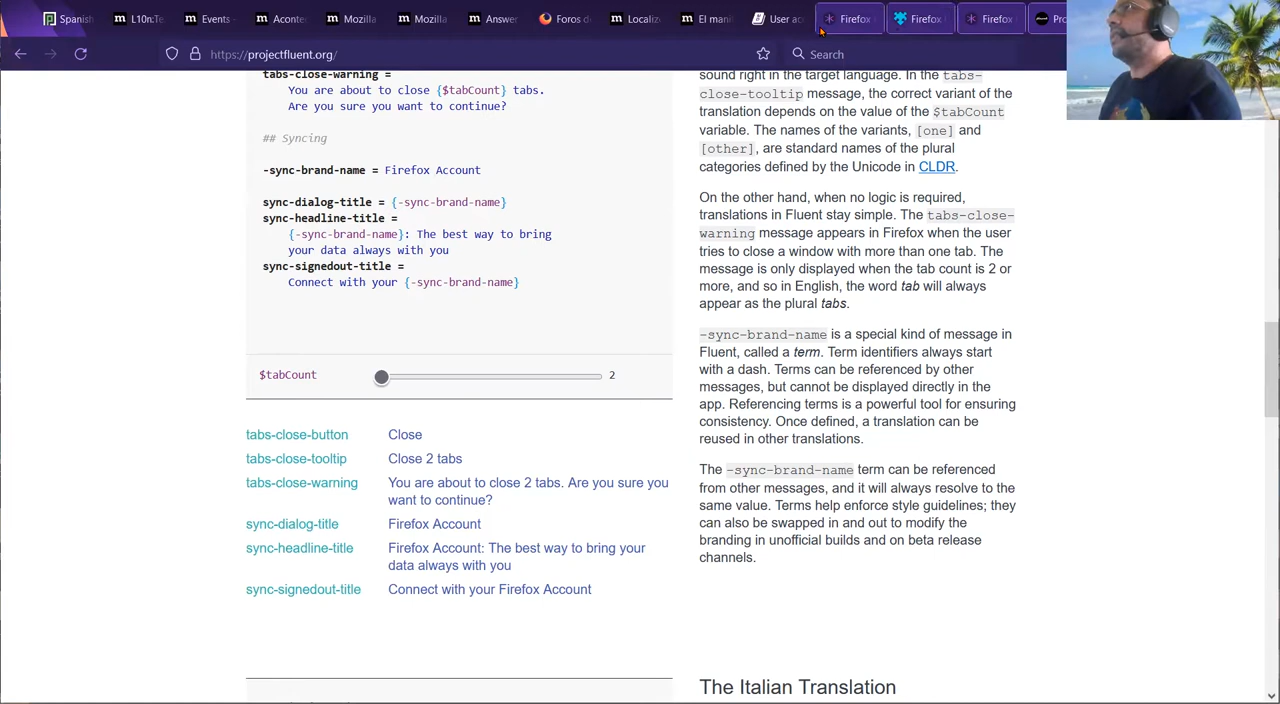 Spanish
L10n:Te
Events -
Aconte
Mozilla
Mozilla
Answer
Foros d
Localiz
El mani
User ac
Firefox
Firefox
Firefox
Pro
https://projectfluent.org/
Search
tabs-close-warning =
You are about to close {$tabCount} tabs.
Are you sure you want to continue?
## Syncing
-sync-brand-name = Firefox Account
sync-dialog-title = {-sync-brand-name}
sync-headline-title =
{-sync-brand-name}: The best way to bring
your data always with you
sync-signedout-title =
Connect with your {-sync-brand-name}
$tabCount 2
tabs-close-button Close
tabs-close-tooltip Close 2 tabs
tabs-close-warning You are about to close 2 tabs. Are you sure you
want to continue?
sync-dialog-title Firefox Account
sync-headline-title Firefox Account: The best way to bring your
data always with you
sync-signedout-title Connect with your Firefox Account
sound right in the target language. In the tabs-
close-tooltip message, the correct variant of the
translation depends on the value of the $tabCount
variable. The names of the variants, [one] and
[other], are standard names of the plural
categories defined by the Unicode in CLDR.
On the other hand, when no logic is required,
translations in Fluent stay simple. The tabs-close-
warning message appears in Firefox when the user
tries to close a window with more than one tab. The
message is only displayed when the tab count is 2 or
more, and so in English, the word tab will always
appear as the plural tabs.
-sync-brand-name is a special kind of message in
Fluent, called a term. Term identifiers always start
with a dash. Terms can be referenced by other
messages, but cannot be displayed directly in the
app. Referencing terms is a powerful tool for ensuring
consistency. Once defined, a translation can be
reused in other translations.
The -sync-brand-name term can be referenced
from other messages, and it will always resolve to the
same value. Terms help enforce style guidelines; they
can also be swapped in and out to modify the
branding in unofficial builds and on beta release
channels.
The Italian Translation